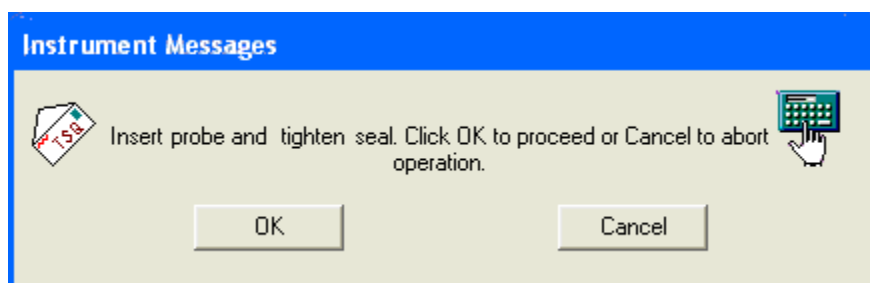 Instrument Messages
TSQ
Insert probe and tighten seal. Click OK to proceed or Cancel to abort
operation.
OK
Cancel